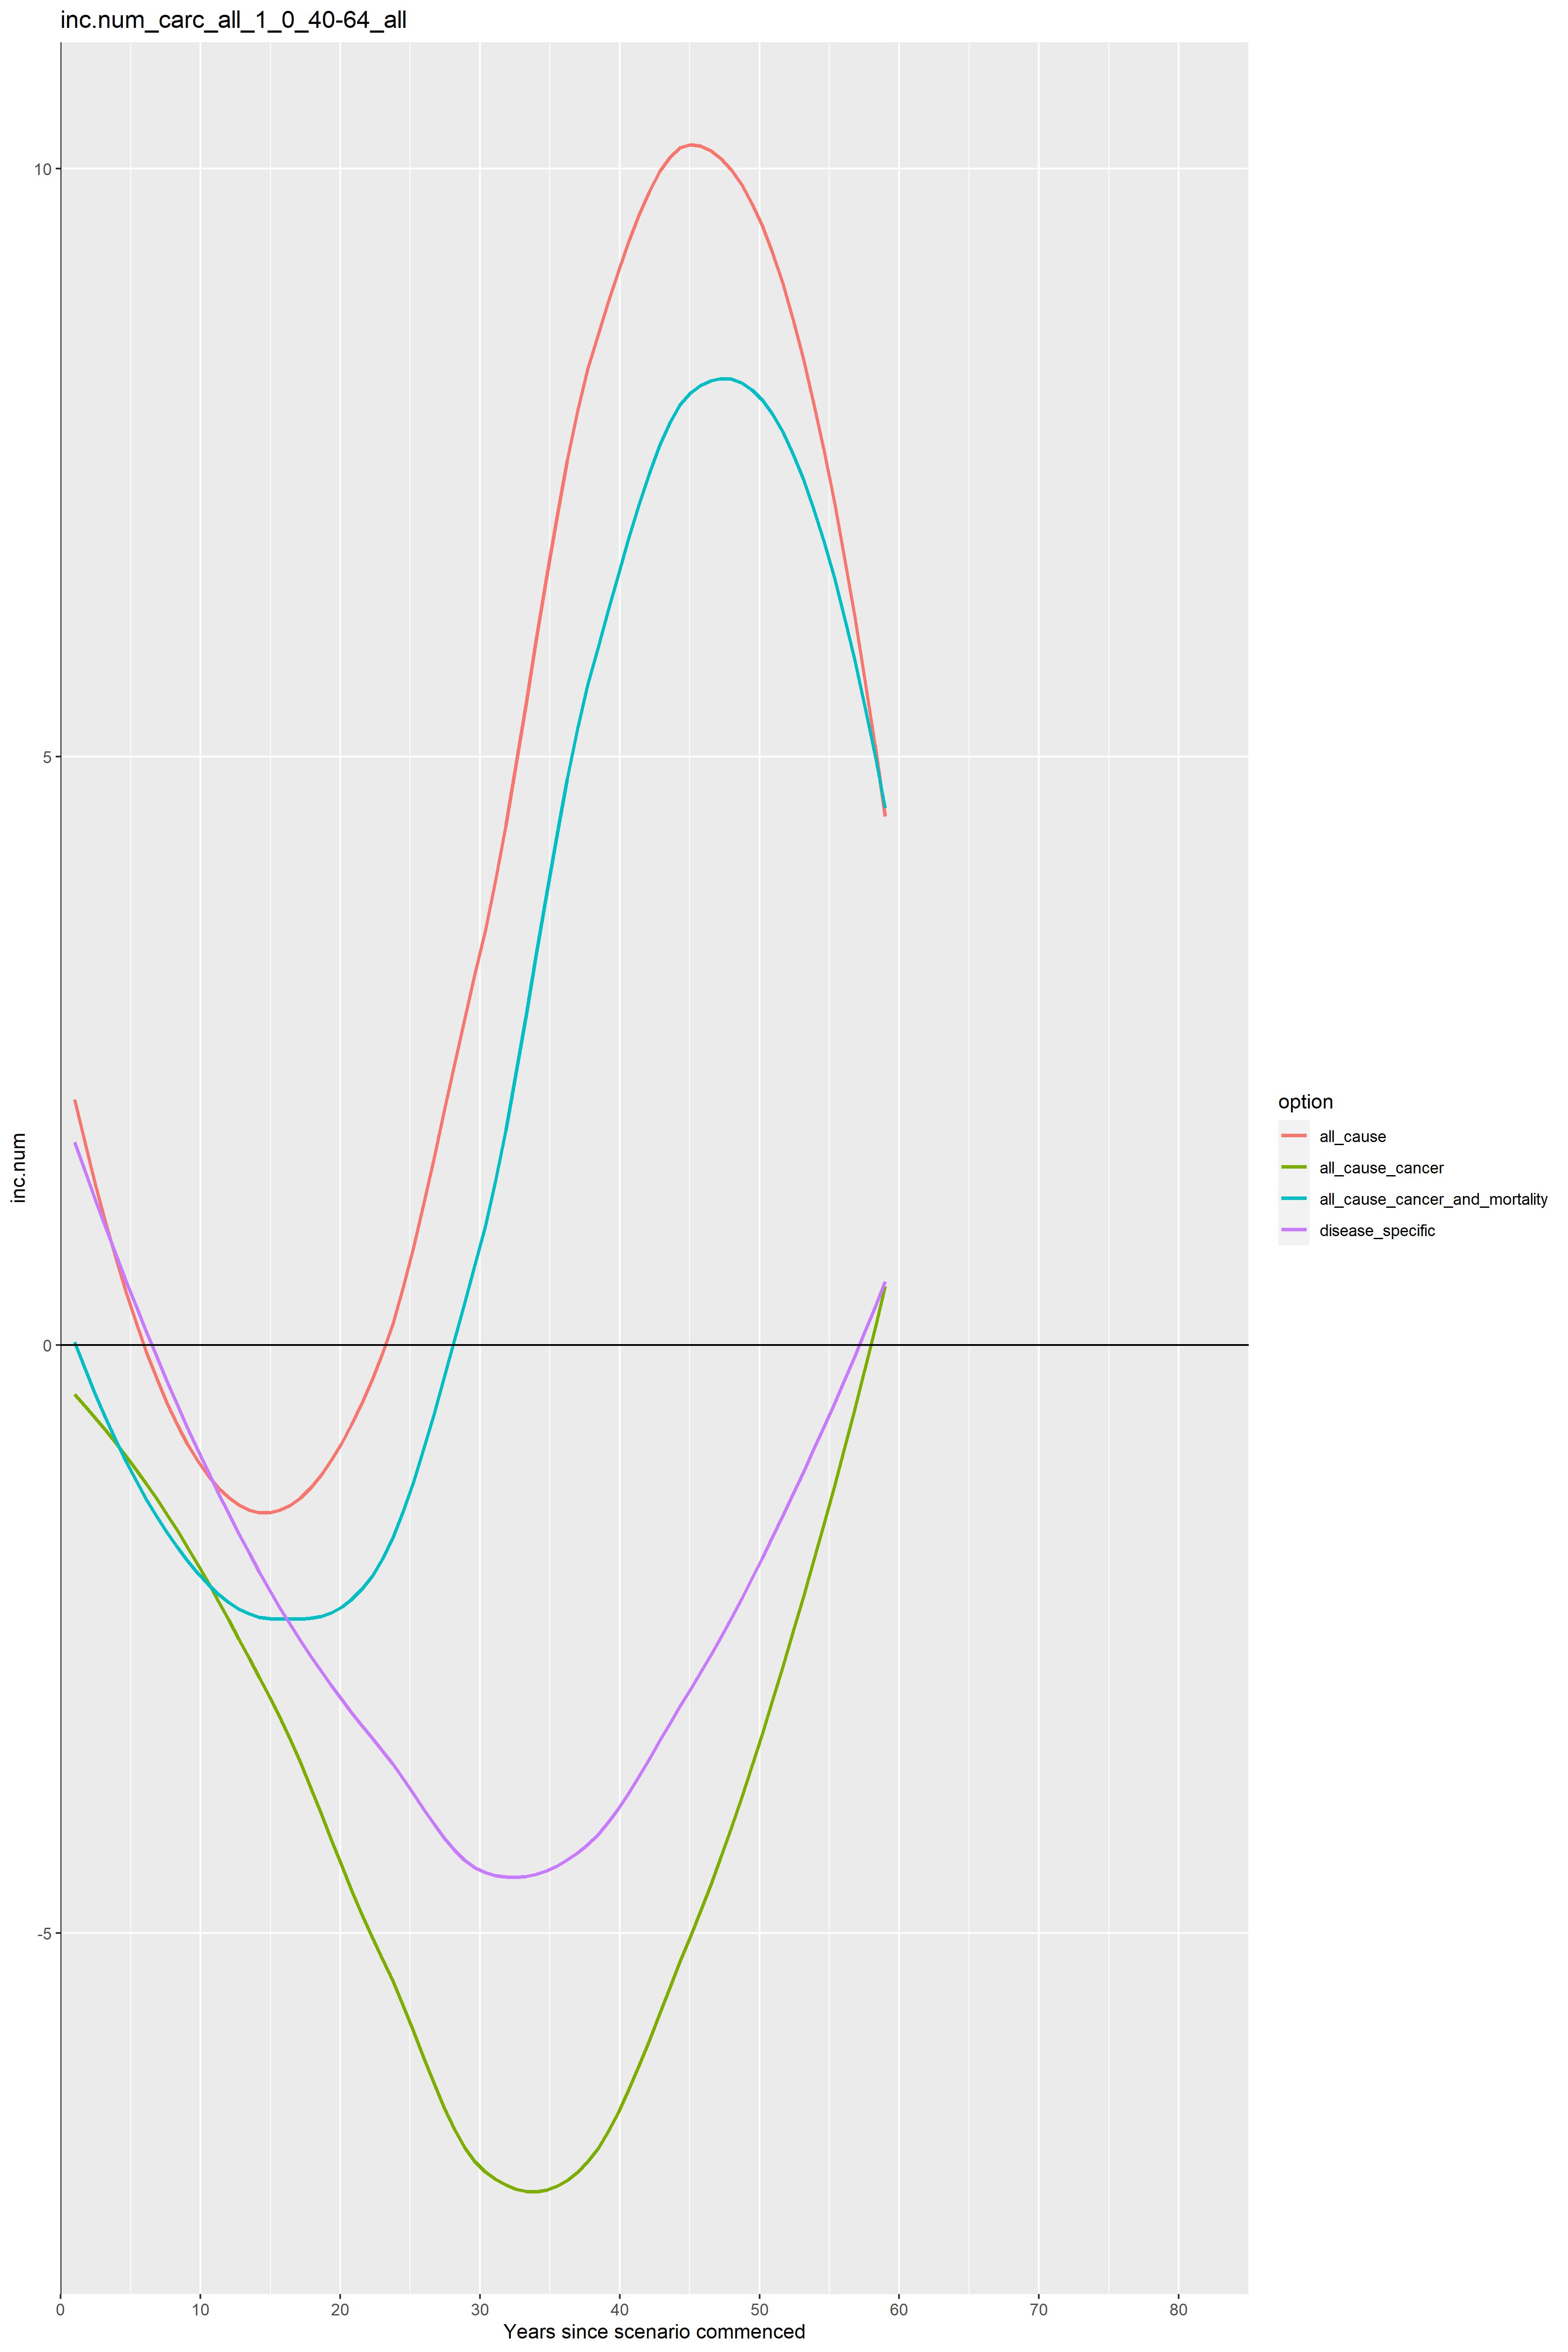 inc.num_carc_all_1_0_40-64_all
10
5
0
-5
inc.num
0 10 20 30 40 50 60 70 80
Years since scenario commenced
option
all_cause
all_cause_cancer
all_cause_cancer_and_mortality
disease_specific